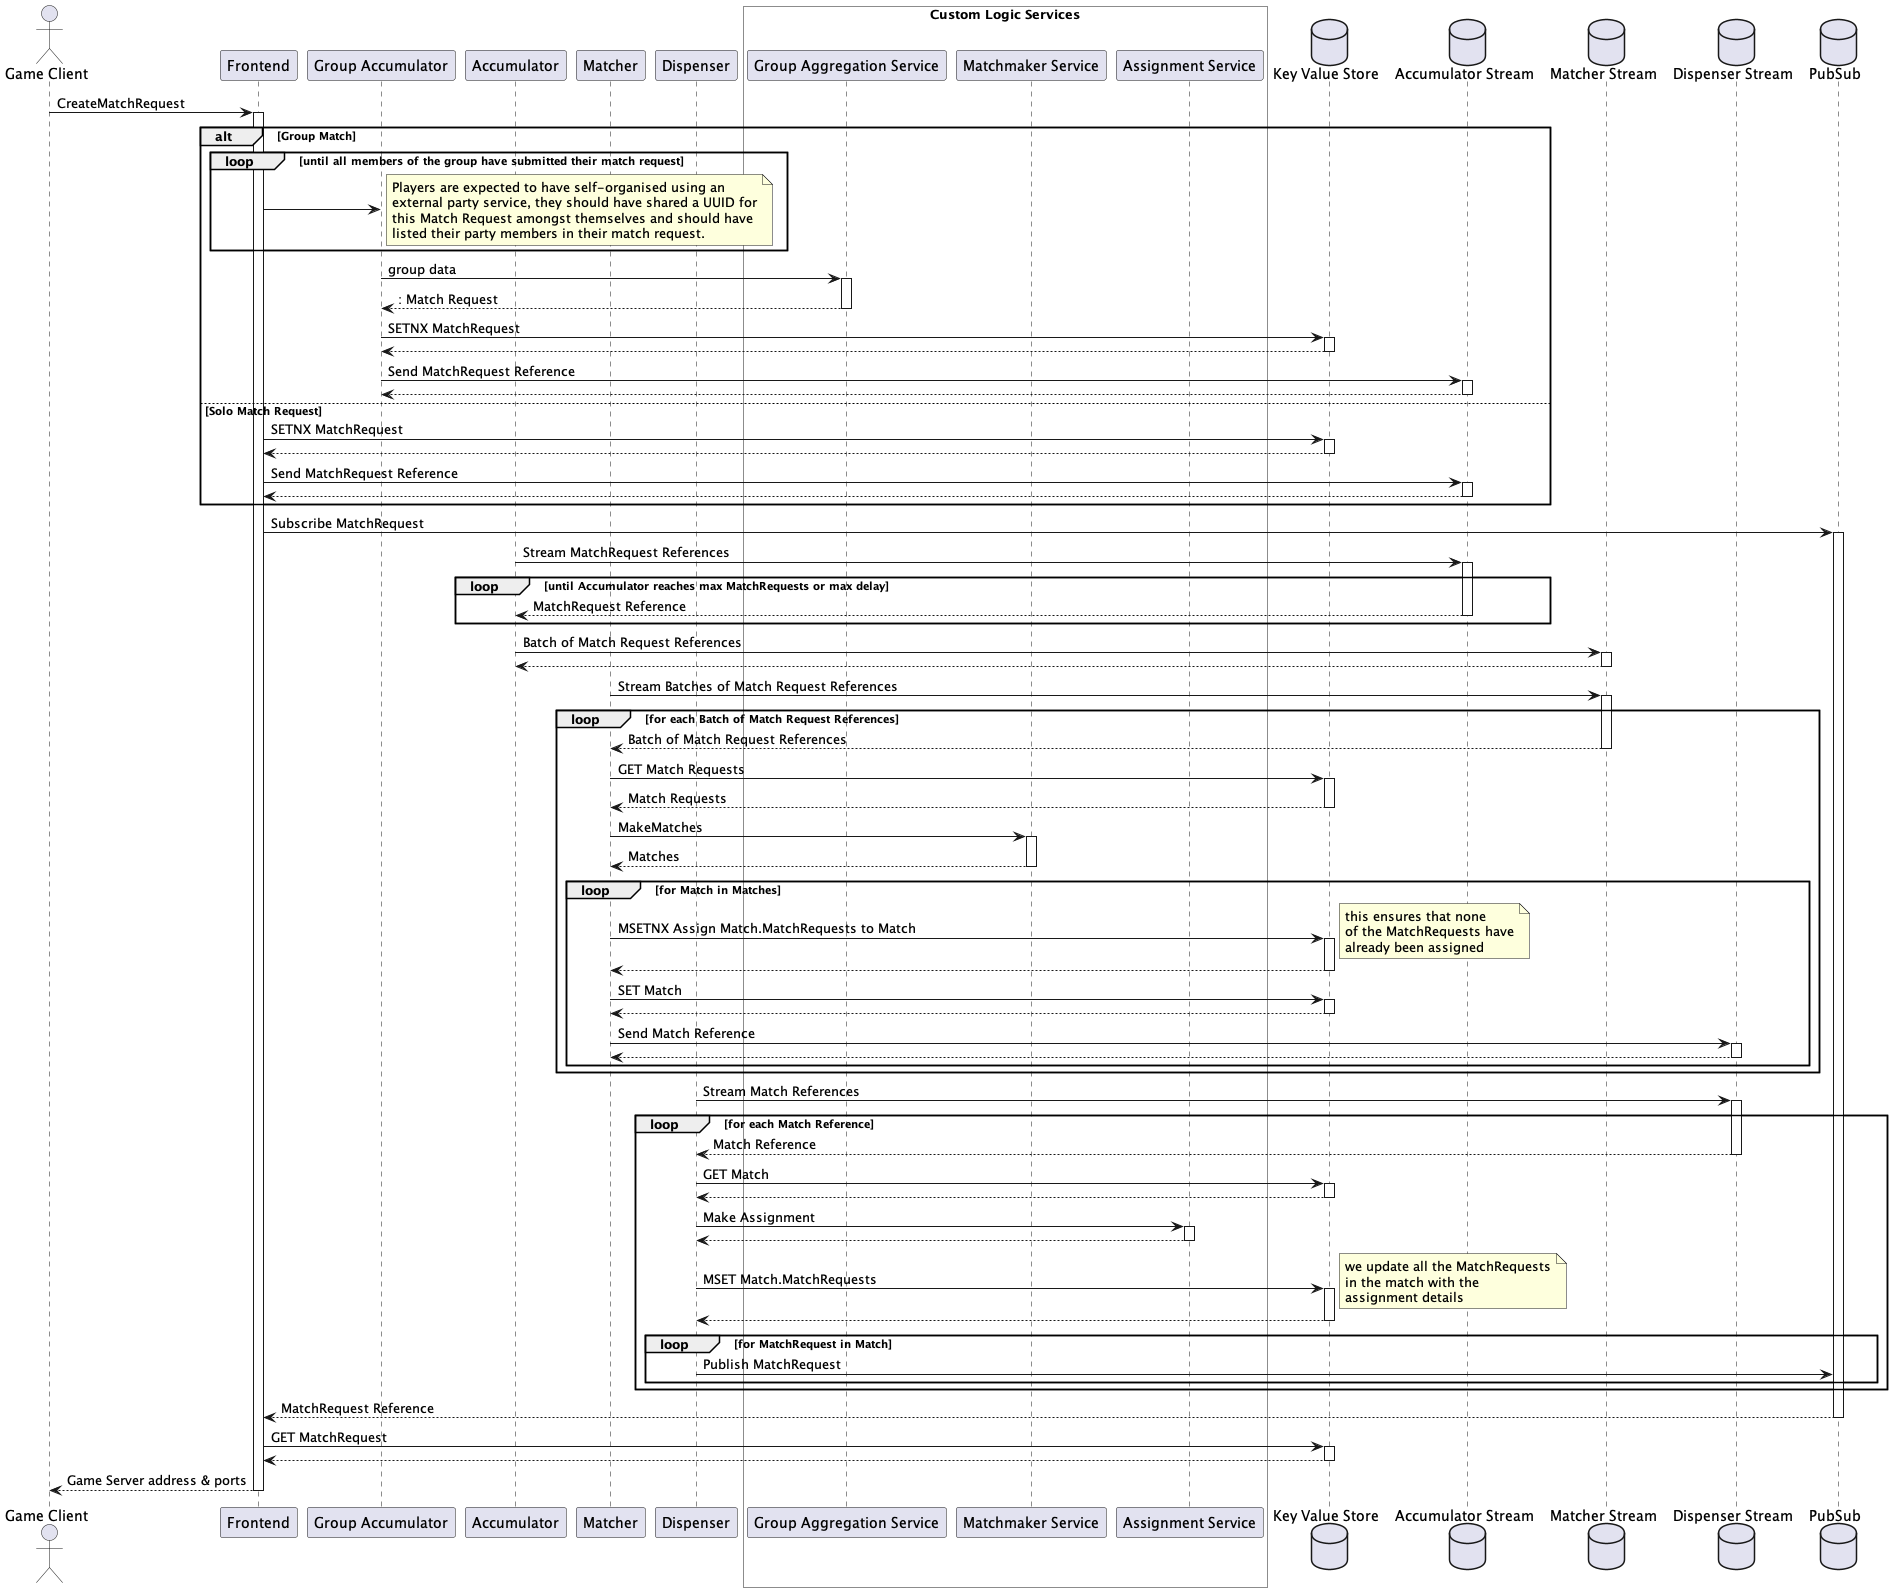 Custom Logic Services
Game Client
Frontend
Group Accumulator
Accumulator
Matcher
Dispenser
Group Aggregation Service
Matchmaker Service
Assignment Service
Key Value Store
Accumulator Stream
Matcher Stream
Dispenser Stream
PubSub
CreateMatchRequest
alt [Group Match]
loop [until all members of the group have submitted their match request]
Players are expected to have self-organised using an
external party service, they should have shared a UUID for
this Match Request amongst themselves and should have
listed their party members in their match request.
group data
: Match Request
SETNX MatchRequest
Send MatchRequest Reference
[Solo Match Request]
SETNX MatchRequest
Send MatchRequest Reference
Subscribe MatchRequest
Stream MatchRequest References
loop [until Accumulator reaches max MatchRequests or max delay]
MatchRequest Reference
Batch of Match Request References
Stream Batches of Match Request References
loop [for each Batch of Match Request References]
Batch of Match Request References
GET Match Requests
Match Requests
MakeMatches
Matches
loop [for Match in Matches]
this ensures that none
of the MatchRequests have
already been assigned
MSETNX Assign Match.MatchRequests to Match
SET Match
Send Match Reference
Stream Match References
loop [for each Match Reference]
Match Reference
GET Match
Make Assignment
we update all the MatchRequests
in the match with the
assignment details
MSET Match.MatchRequests
loop [for MatchRequest in Match]
Publish MatchRequest
MatchRequest Reference
GET MatchRequest
Game Server address & ports
Game Client
Frontend
Group Accumulator
Accumulator
Matcher
Dispenser
Group Aggregation Service
Matchmaker Service
Assignment Service
Key Value Store
Accumulator Stream
Matcher Stream
Dispenser Stream
PubSub